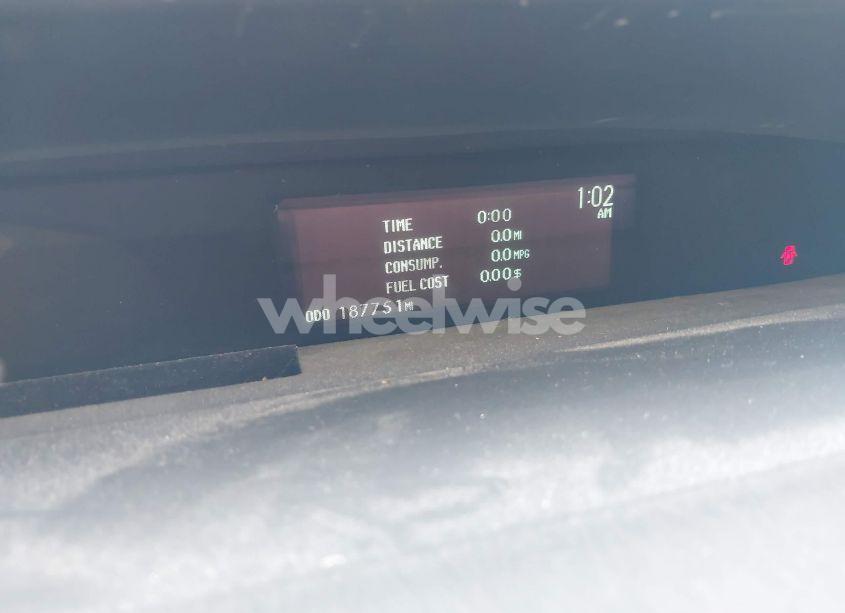 1:02
AM
TIME 0:00
DISTANCE 0.0 MI
CONSUMP. 0.0 MPG
FUEL COST 0.00 $
ODO 187751 MI
wheelwise